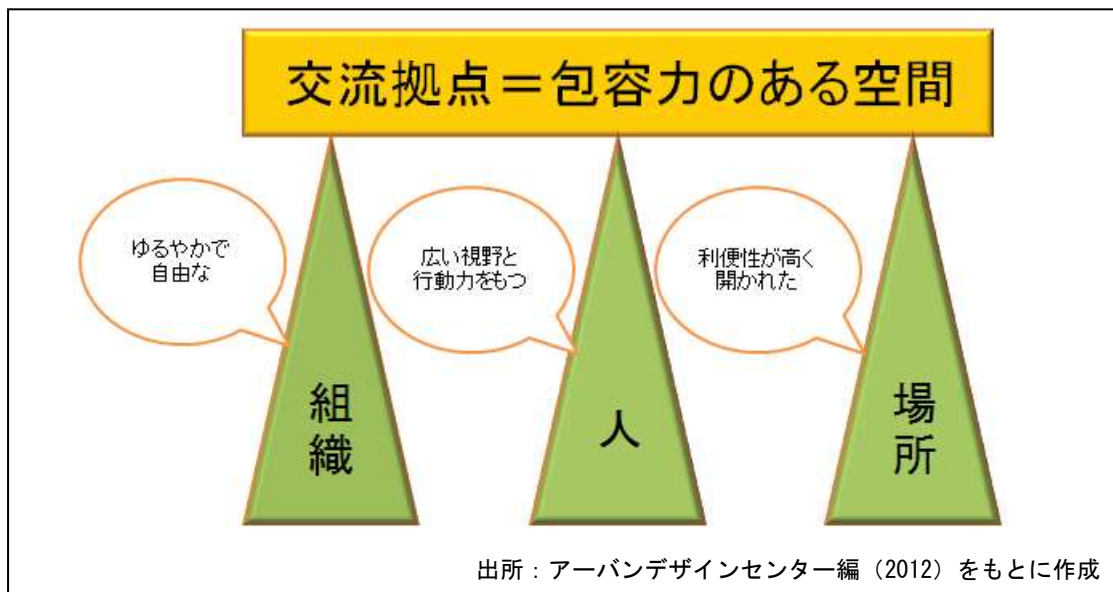 交流拠点＝包容力のある空間
ゆるやかで
自由な
広い視野と
行動力をもつ
利便性が高く
開かれた
組織
人
場所
出所：アーバンデザインセンター編（2012）をもとに作成